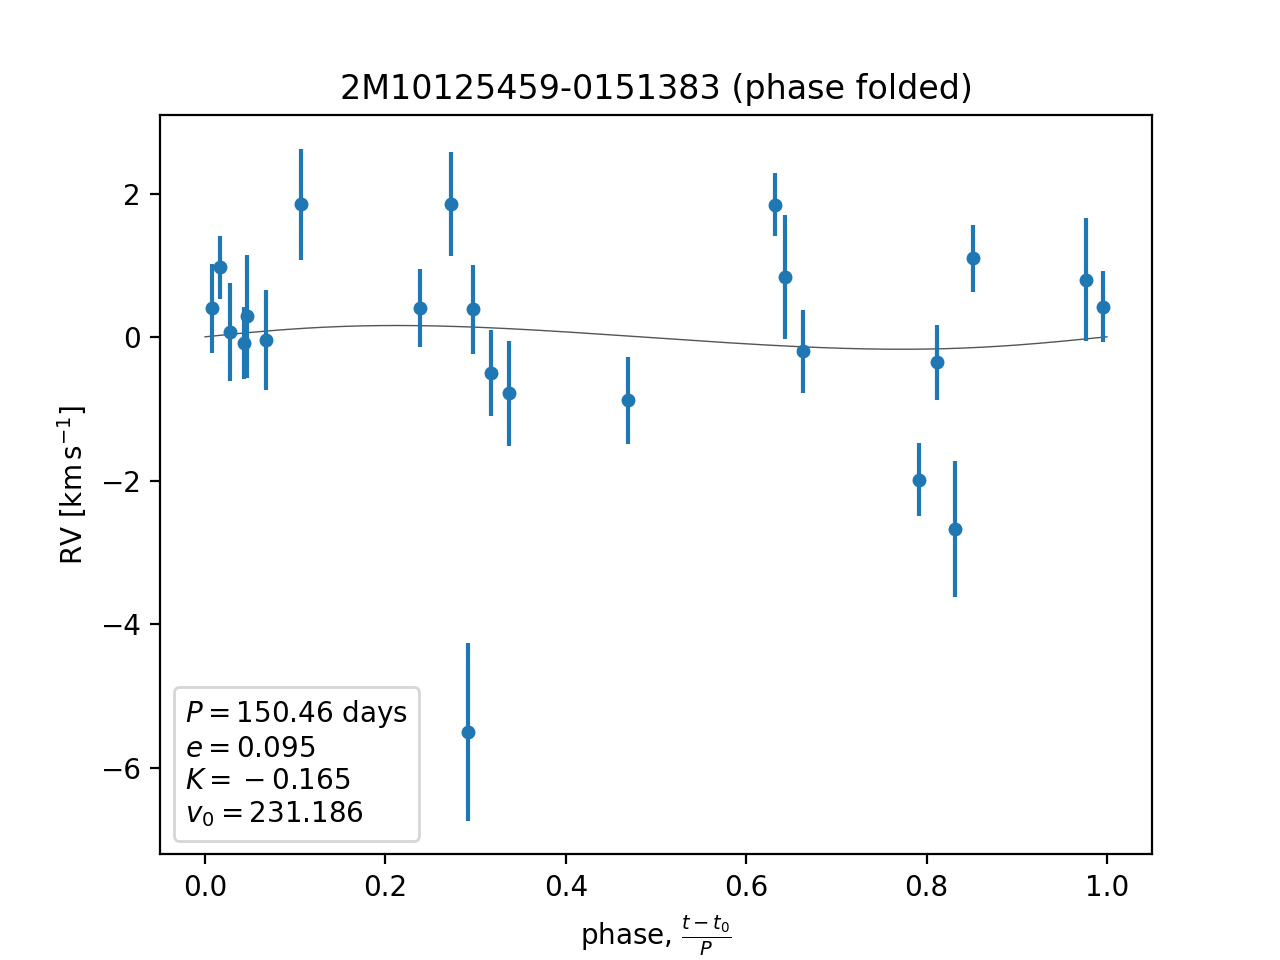 2M10125459-0151383 (phase folded)
RV [km s⁻¹]
2
0
−2
−4
−6
P = 150.46 days
e = 0.095
K = −0.165
v₀ = 231.186
0.0 0.2 0.4 0.6 0.8 1.0
phase, (t − t₀)/P